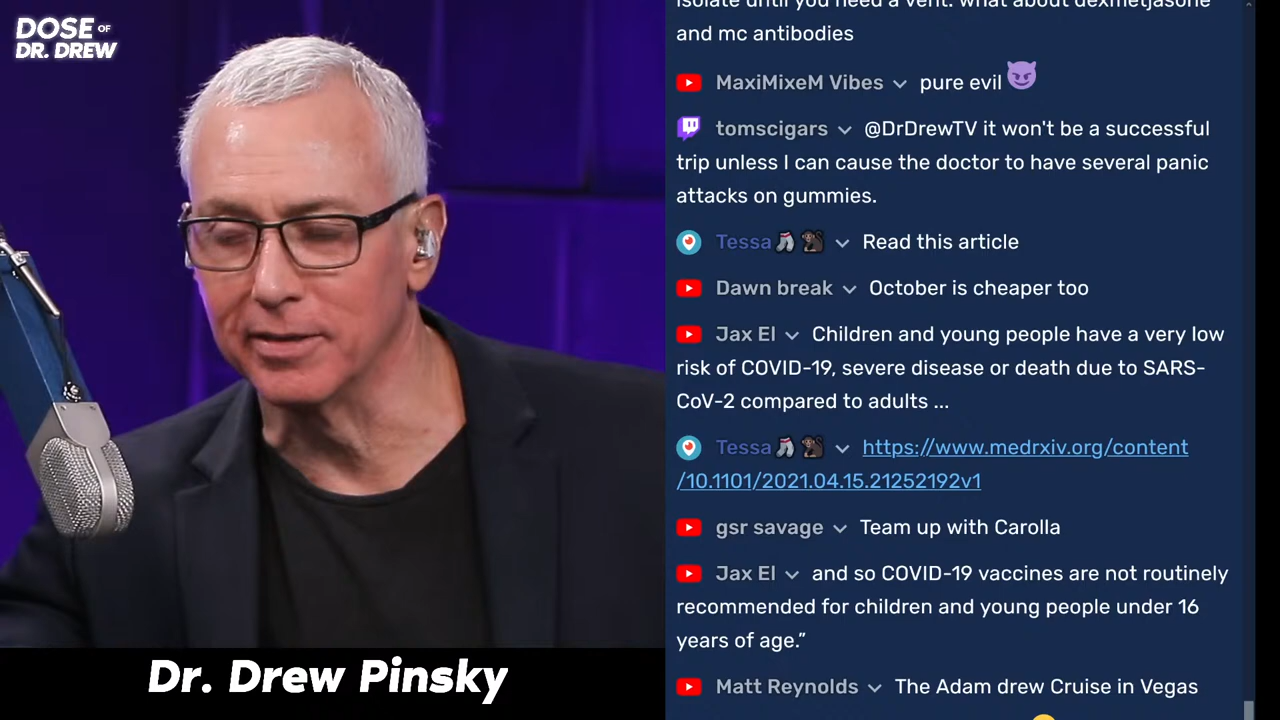 DOSE OF
DR. DREW
Dr. Drew Pinsky
isolate until you need a vent. what about dexmetjasone
and mc antibodies
MaxiMixeM Vibes pure evil
tomscigars @DrDrewTV it won't be a successful
trip unless I can cause the doctor to have several panic
attacks on gummies.
Tessa Read this article
Dawn break October is cheaper too
Jax El Children and young people have a very low
risk of COVID-19, severe disease or death due to SARS-
CoV-2 compared to adults ...
Tessa https://www.medrxiv.org/content
/10.1101/2021.04.15.21252192v1
gsr savage Team up with Carolla
Jax El and so COVID-19 vaccines are not routinely
recommended for children and young people under 16
years of age.”
Matt Reynolds The Adam drew Cruise in Vegas